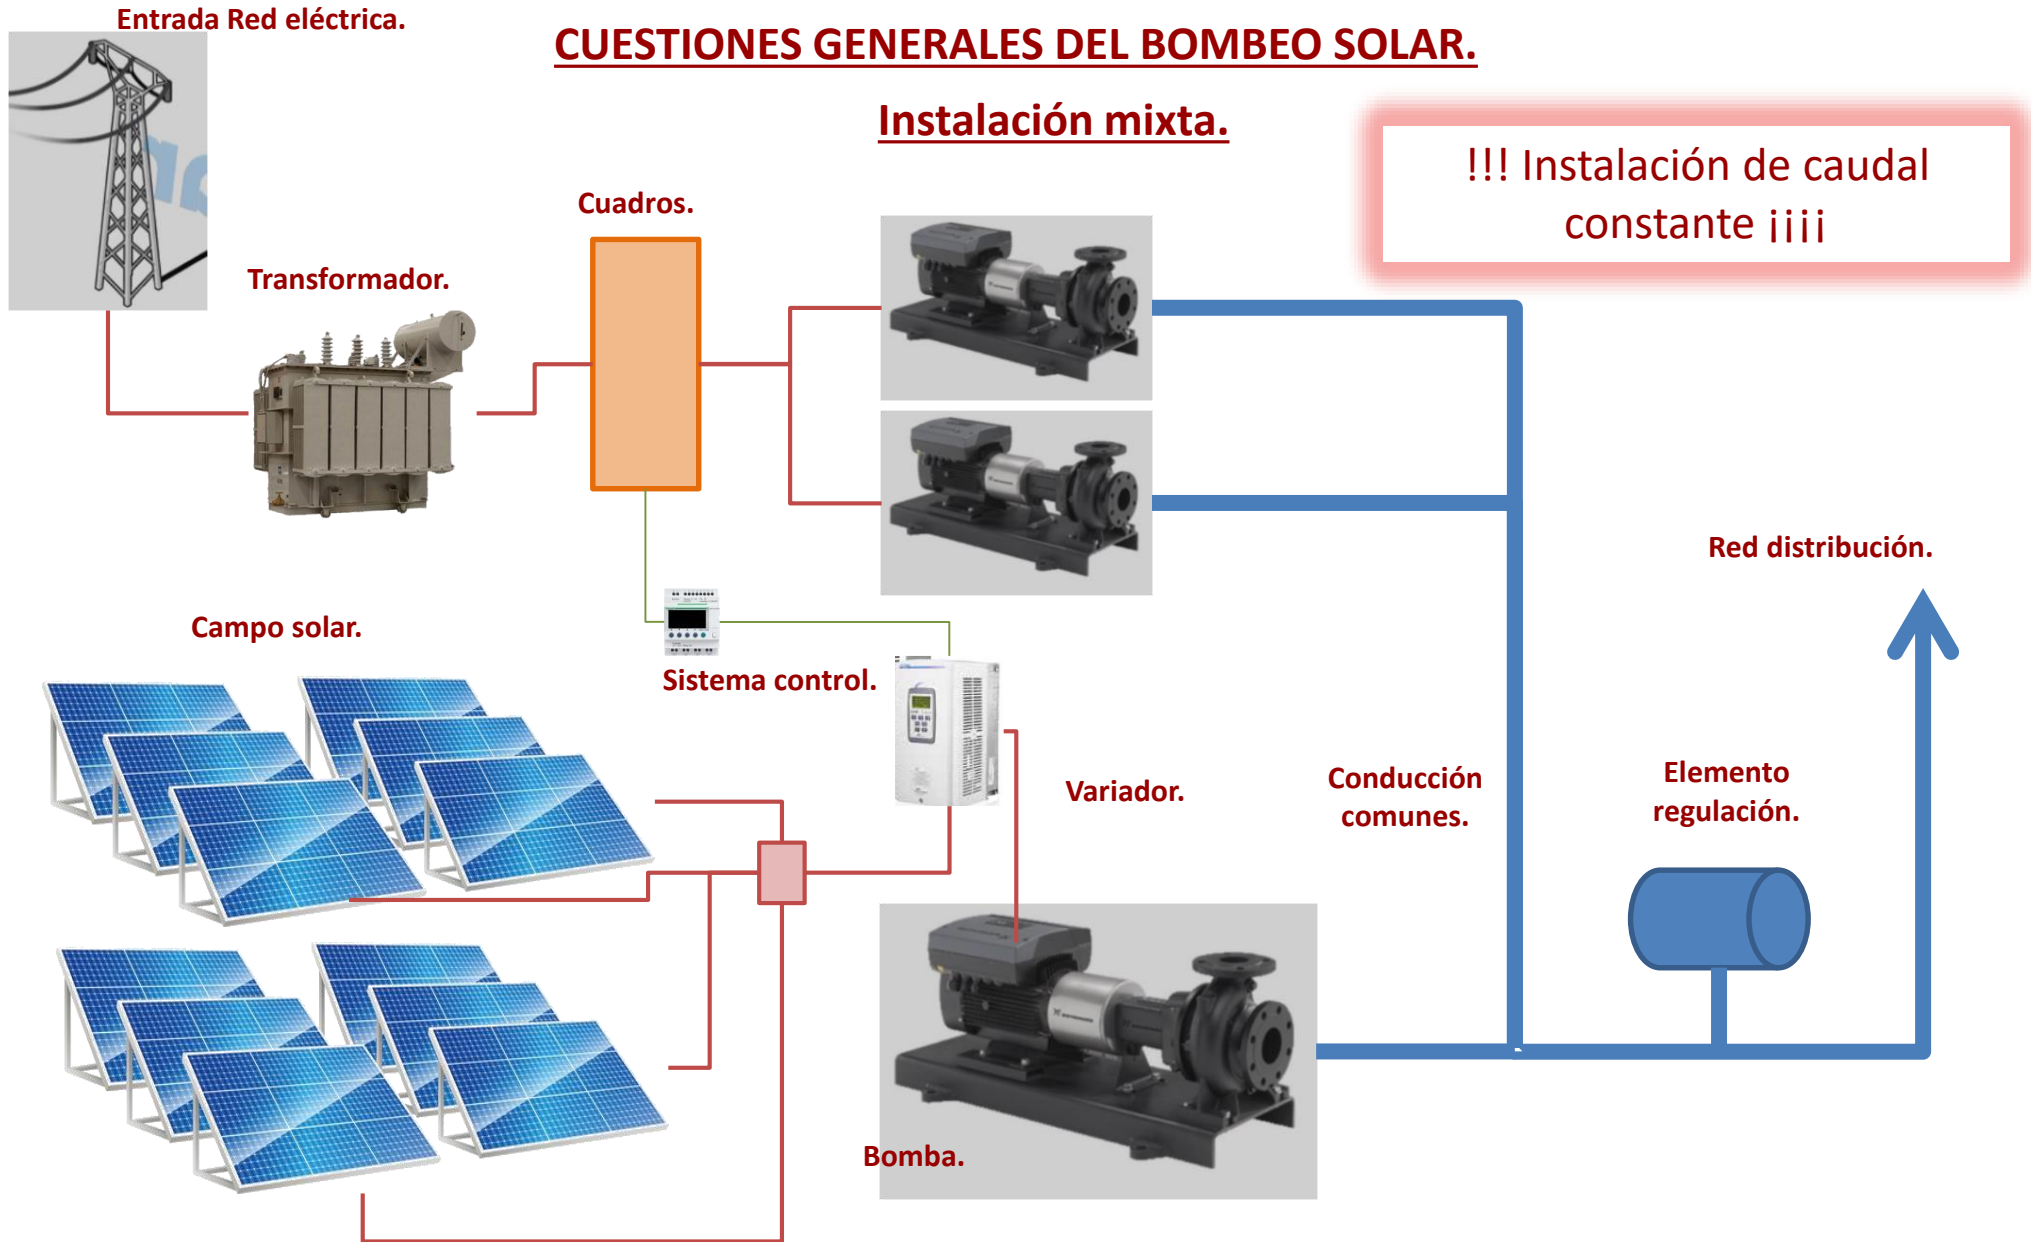 Entrada Red eléctrica.
CUESTIONES GENERALES DEL BOMBEO SOLAR.
Instalación mixta.
!!! Instalación de caudal
constante ¡¡¡¡
Cuadros.
Transformador.
Red distribución.
Campo solar.
Sistema control.
Variador.
Conducción
comunes.
Elemento
regulación.
Bomba.